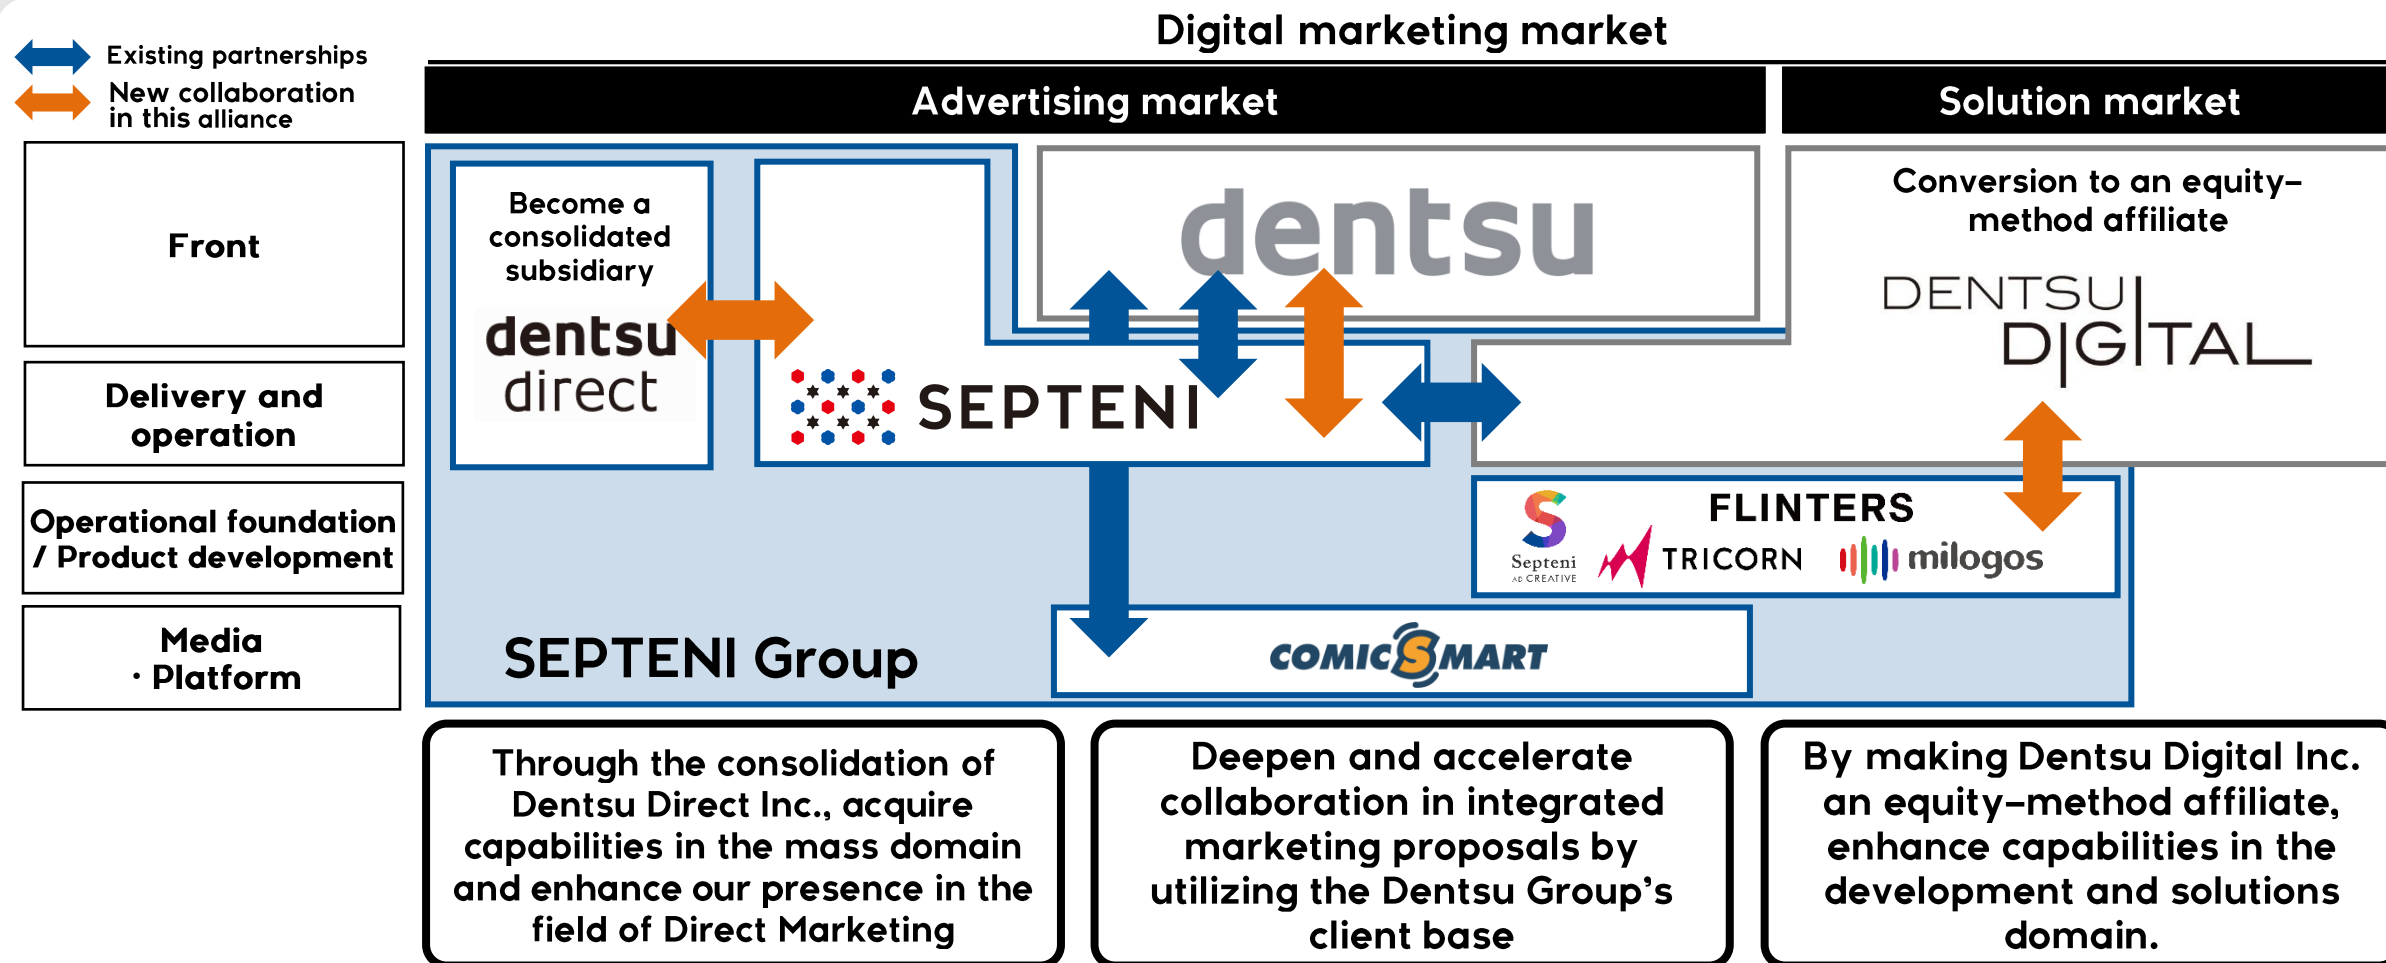 Digital marketing market
Existing partnerships
New collaboration
in this alliance
Advertising market
Solution market
Front
Delivery and
operation
Operational foundation
/ Product development
Media
・Platform
Become a
consolidated
subsidiary
dentsu
direct
SEPTENI
dentsu
Conversion to an equity-
method affiliate
DENTSU
DIGITAL
FLINTERS
Septeni
AD CREATIVE
TRICORN
milogos
SEPTENI Group
COMICSMART
Through the consolidation of
Dentsu Direct Inc., acquire
capabilities in the mass domain
and enhance our presence in the
field of Direct Marketing
Deepen and accelerate
collaboration in integrated
marketing proposals by
utilizing the Dentsu Group's
client base
By making Dentsu Digital Inc.
an equity-method affiliate,
enhance capabilities in the
development and solutions
domain.